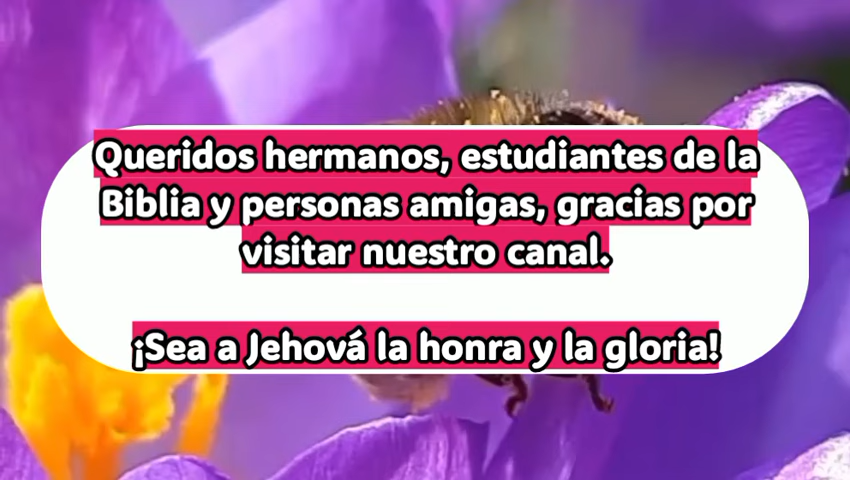 Queridos hermanos, estudiantes de la
Biblia y personas amigas, gracias por
visitar nuestro canal.
¡Sea a Jehová la honra y la gloria!